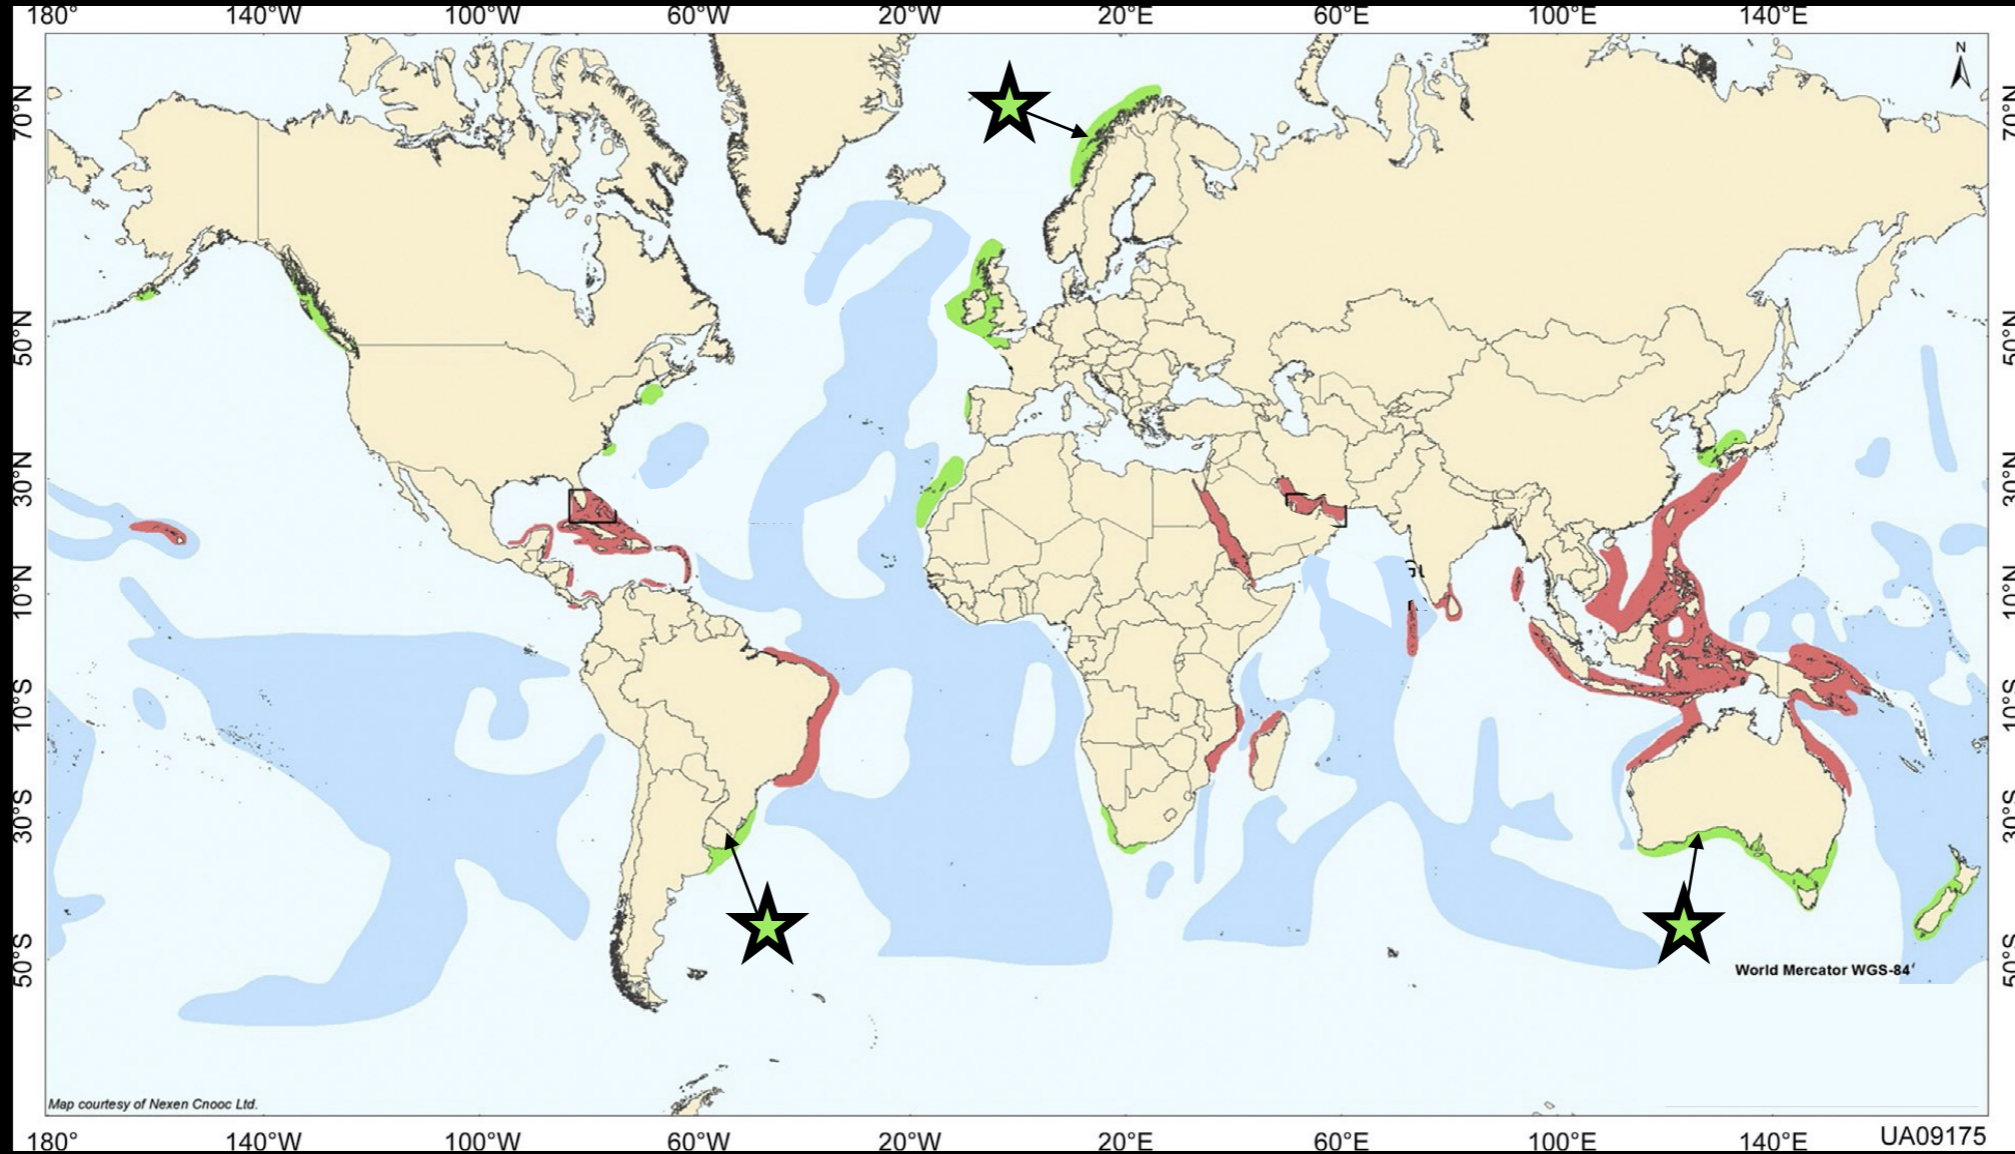 180° 140°W 100°W 60°W 20°W 20°E 60°E 100°E 140°E
N
70°N 70°N
50°N 50°N
30°N 30°N
10°N 10°N
10°S 10°S
30°S 30°S
50°S 50°S
World Mercator WGS-84
Map courtesy of Nexen Cnooc Ltd.
180° 140°W 100°W 60°W 20°W 20°E 60°E 100°E 140°E
UA09175